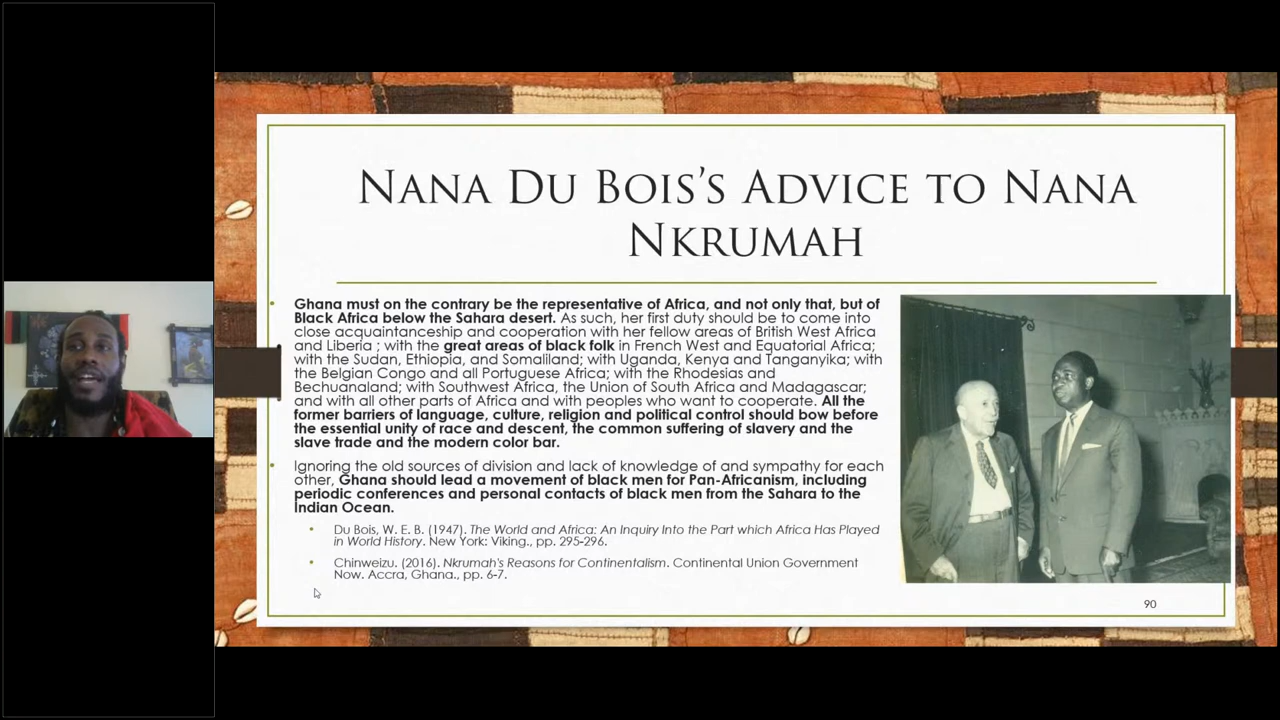 Nana Du Bois's Advice to Nana
Nkrumah
• Ghana must on the contrary be the representative of Africa, and not only that, but of
Black Africa below the Sahara desert. As such, her first duty should be to come into
close acquaintanceship and cooperation with her fellow areas of British West Africa
and Liberia ; with the great areas of black folk in French West and Equatorial Africa;
with the Sudan, Ethiopia, and Somaliland; with Uganda, Kenya and Tanganyika; with
the Belgian Congo and all Portuguese Africa; with the Rhodesias and
Bechuanaland; with Southwest Africa, the Union of South Africa and Madagascar;
and with all other parts of Africa and with peoples who want to cooperate. All the
former barriers of language, culture, religion and political control should bow before
the essential unity of race and descent, the common suffering of slavery and the
slave trade and the modern color bar.
• Ignoring the old sources of division and lack of knowledge of and sympathy for each
other, Ghana should lead a movement of black men for Pan-Africanism, including
periodic conferences and personal contacts of black men from the Sahara to the
Indian Ocean.
• Du Bois, W. E. B. (1947). The World and Africa: An Inquiry Into the Part which Africa Has Played
in World History. New York: Viking., pp. 295-296.
• Chinweizu. (2016). Nkrumah's Reasons for Continentalism. Continental Union Government
Now. Accra, Ghana., pp. 6-7.
90